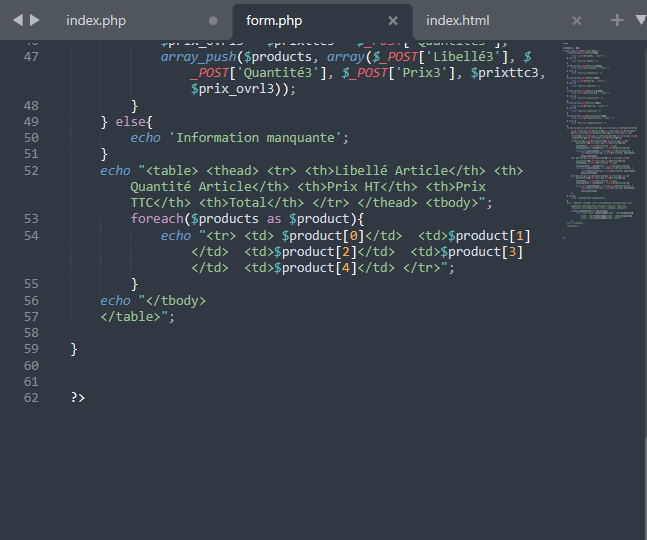 index.php
form.php
index.html
47 array_push($products, array($_POST['Libellé3'], $
_POST['Quantité3'], $_POST['Prix3'], $prixttc3,
$prix_ovrl3));
48 }
49 } else{
50 echo 'Information manquante';
51 }
52 echo "<table> <thead> <tr> <th>Libellé Article</th> <th>
Quantité Article</th> <th>Prix HT</th> <th>Prix
TTC</th> <th>Total</th> </tr> </thead> <tbody>";
53 foreach($products as $product){
54 echo "<tr> <td> $product[0]</td>  <td>$product[1]
</td>  <td>$product[2]</td>  <td>$product[3]
</td>  <td>$product[4]</td> </tr>";
55 }
56 echo "</tbody>
57 </table>";
58
59 }
60
61
62 ?>